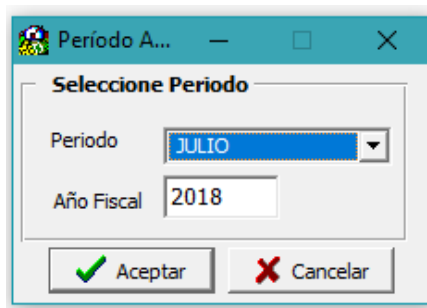 Período A...
Seleccione Periodo
Periodo JULIO
Año Fiscal 2018
Aceptar Cancelar